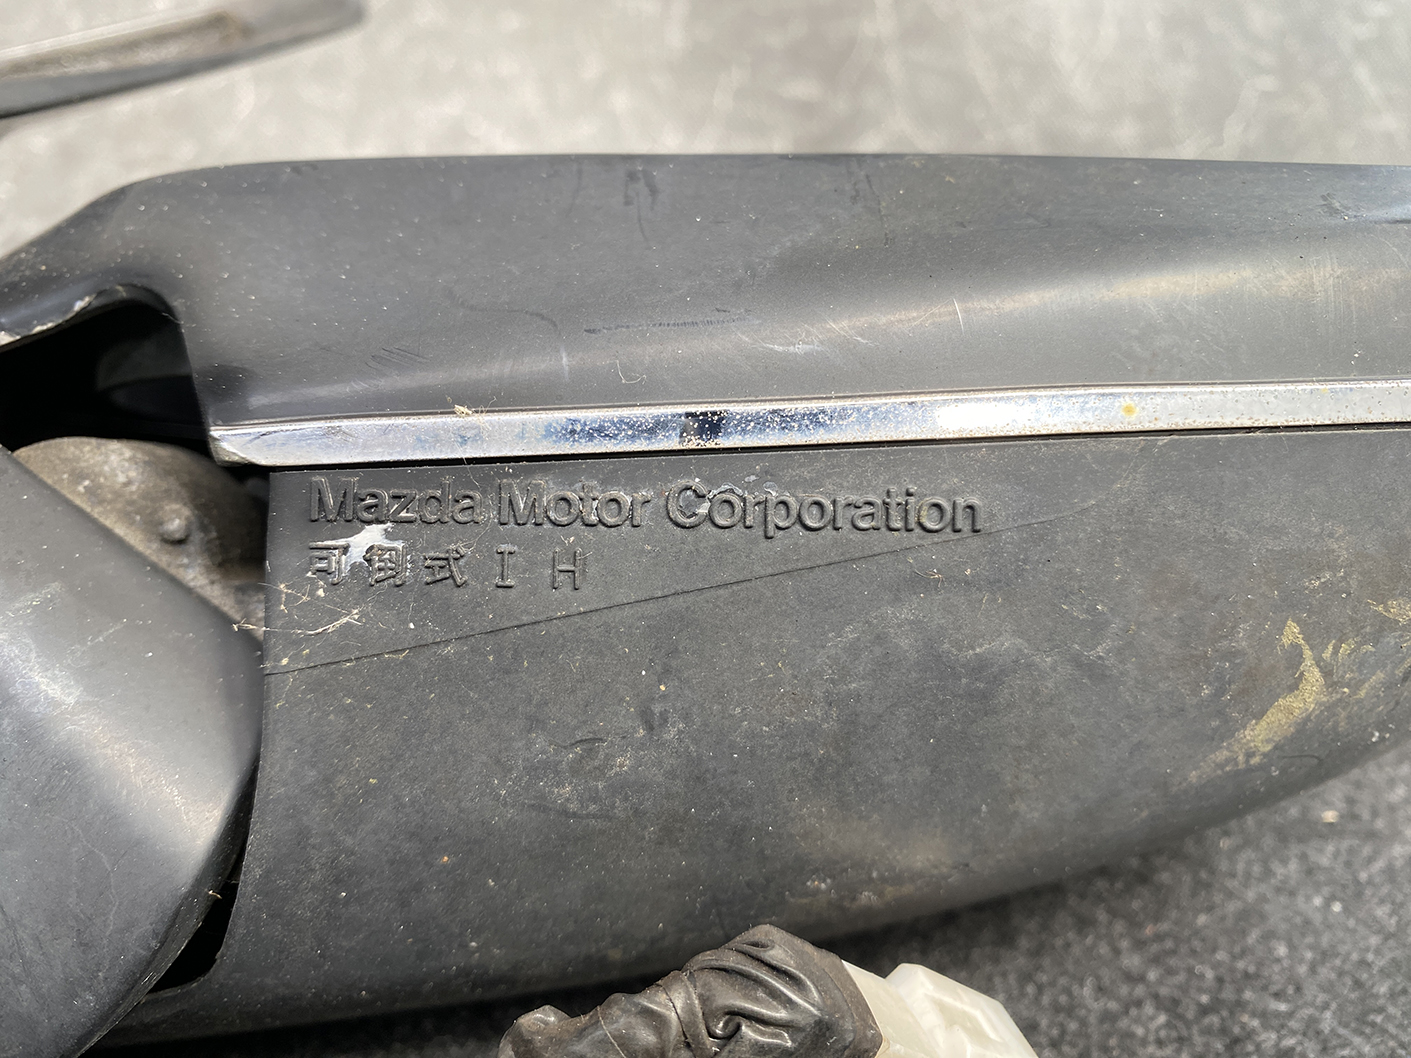 Mazda Motor Corporation
可倒式 I H